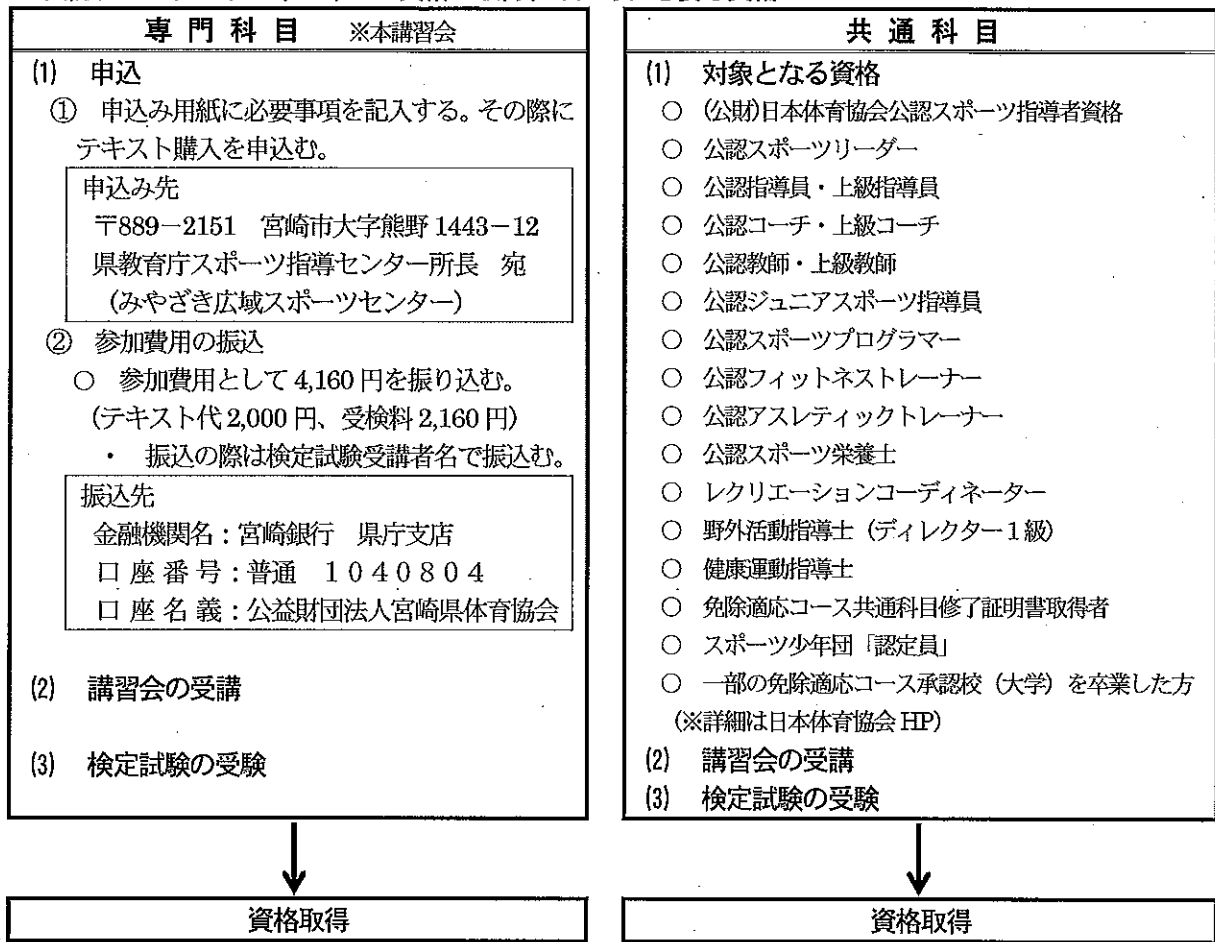 専門科目 ※本講習会
(1) 申込
① 申込み用紙に必要事項を記入する。その際に
テキスト購入を申込む。
申込み先
〒889－2151 宮崎市大字熊野1443－12
県教育庁スポーツ指導センター所長 宛
(みやざき広域スポーツセンター)
② 参加費用の振込
○ 参加費用として4,160円を振り込む。
(テキスト代2,000円、受検料2,160円)
・ 振込の際は検定試験受講者名で振込む。
振込先
金融機関名：宮崎銀行 県庁支店
口座番号：普通 １０４０８０４
口座名義：公益財団法人宮崎県体育協会
(2) 講習会の受講
(3) 検定試験の受験
資格取得
共通科目
(1) 対象となる資格
○ (公財)日本体育協会公認スポーツ指導者資格
○ 公認スポーツリーダー
○ 公認指導員・上級指導員
○ 公認コーチ・上級コーチ
○ 公認教師・上級教師
○ 公認ジュニアスポーツ指導員
○ 公認スポーツプログラマー
○ 公認フィットネストレーナー
○ 公認アスレティックトレーナー
○ 公認スポーツ栄養士
○ レクリエーションコーディネーター
○ 野外活動指導士（ディレクター１級）
○ 健康運動指導士
○ 免除適応コース共通科目修了証明書取得者
○ スポーツ少年団「認定員」
○ 一部の免除適応コース承認校（大学）を卒業した方
(※詳細は日本体育協会HP)
(2) 講習会の受講
(3) 検定試験の受験
資格取得